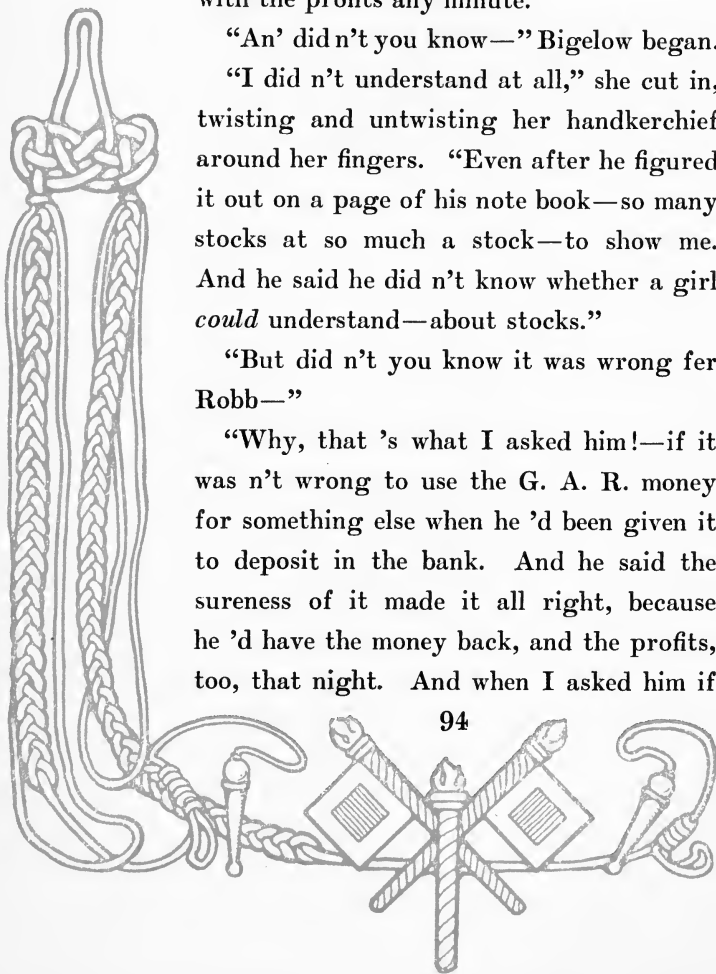 with the profits any minute.
“An’ did n’t you know—” Bigelow began.
“I did n’t understand at all,” she cut in,
twisting and untwisting her handkerchief
around her fingers. “Even after he figured
it out on a page of his note book—so many
stocks at so much a stock—to show me.
And he said he did n’t know whether a girl
could understand—about stocks.”
“But did n’t you know it was wrong fer
Robb—”
“Why, that ’s what I asked him!—if it
was n’t wrong to use the G. A. R. money
for something else when he ’d been given it
to deposit in the bank. And he said the
sureness of it made it all right, because
he ’d have the money back, and the profits,
too, that night. And when I asked him if
94